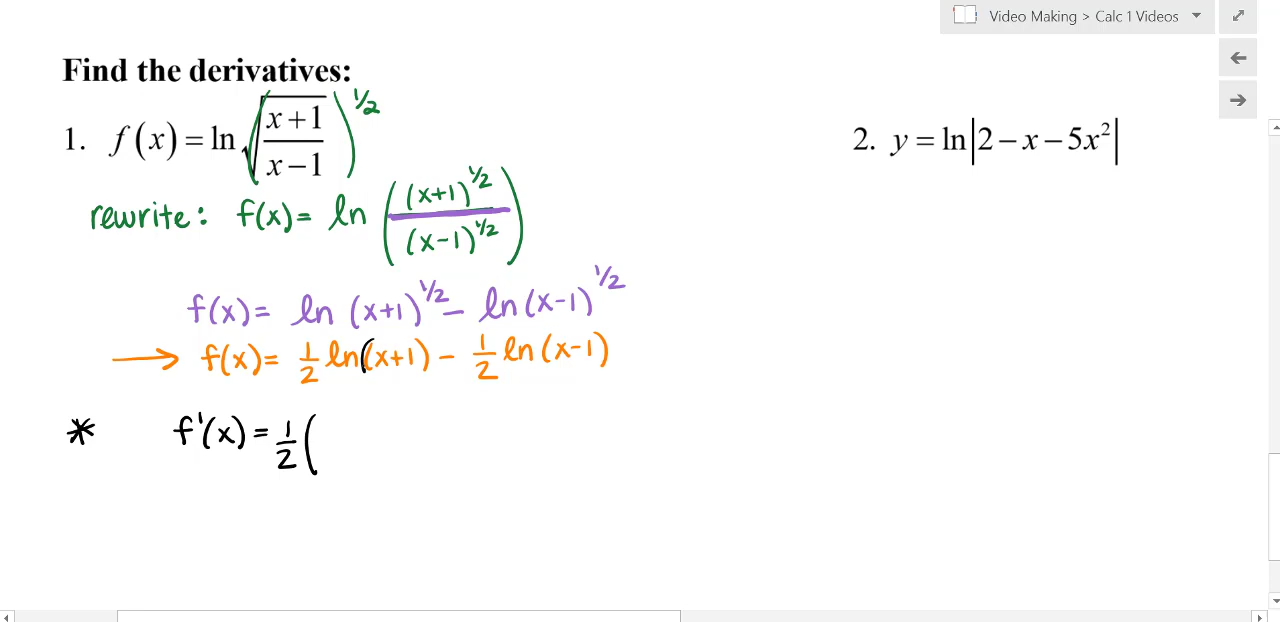 Video Making > Calc 1 Videos
Find the derivatives:
1. f(x) = ln √((x+1)/(x−1)) )^1/2
2. y = ln|2 − x − 5x²|
rewrite: f(x) = ln ( (x+1)^1/2 / (x−1)^1/2 )
f(x) = ln (x+1)^1/2 − ln (x−1)^1/2
→ f(x) = 1/2 ln(x+1) − 1/2 ln (x−1)
* f'(x) = 1/2 (